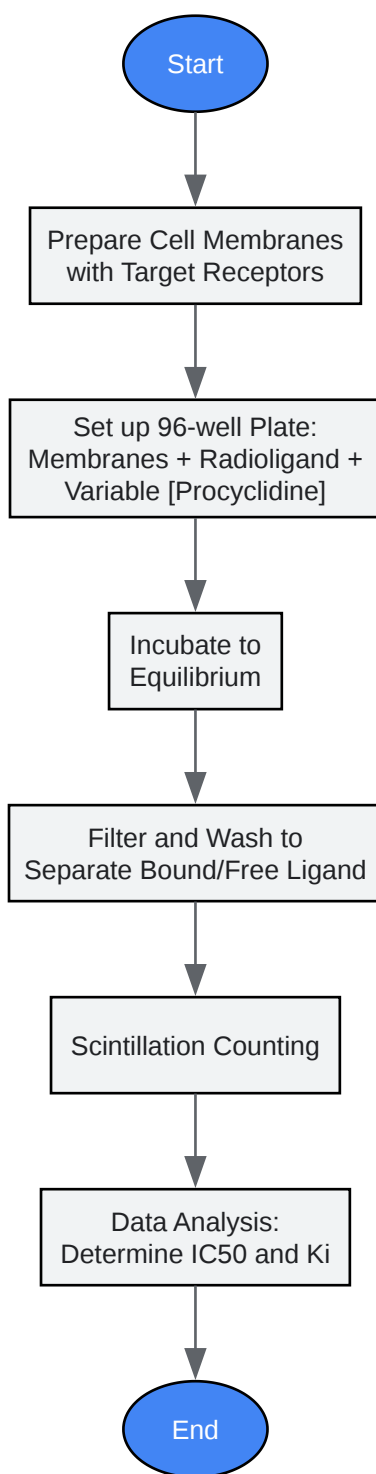 Start
Prepare Cell Membranes
with Target Receptors
Set up 96-well Plate:
Membranes + Radioligand +
Variable [Procyclidine]
Incubate to
Equilibrium
Filter and Wash to
Separate Bound/Free Ligand
Scintillation Counting
Data Analysis:
Determine IC50 and Ki
End